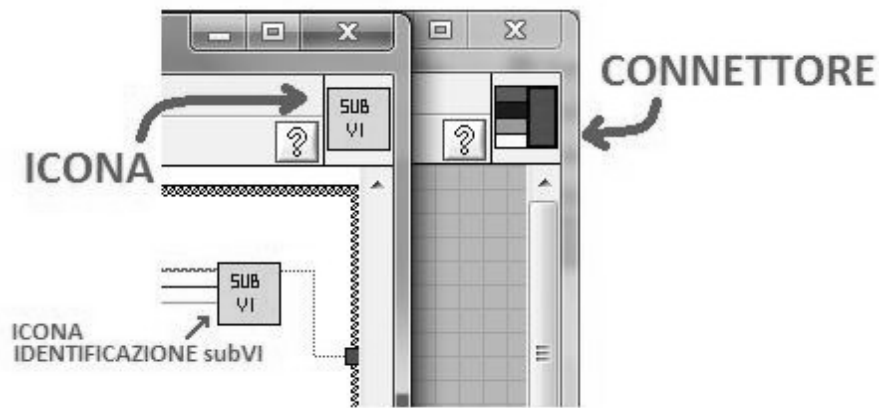 SUB
VI
?
?
CONNETTORE
ICONA
SUB
VI
ICONA
IDENTIFICAZIONE subVI